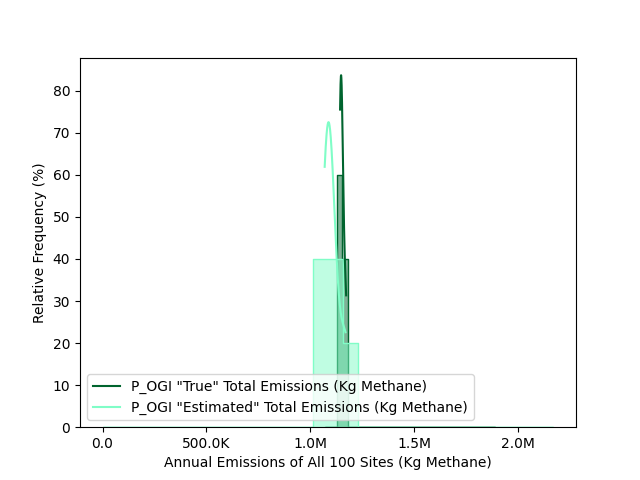 80
70
60
50
40
30
20
10
0
Relative Frequency (%)
P_OGI "True" Total Emissions (Kg Methane)
P_OGI "Estimated" Total Emissions (Kg Methane)
0.0 500.0K 1.0M 1.5M 2.0M
Annual Emissions of All 100 Sites (Kg Methane)